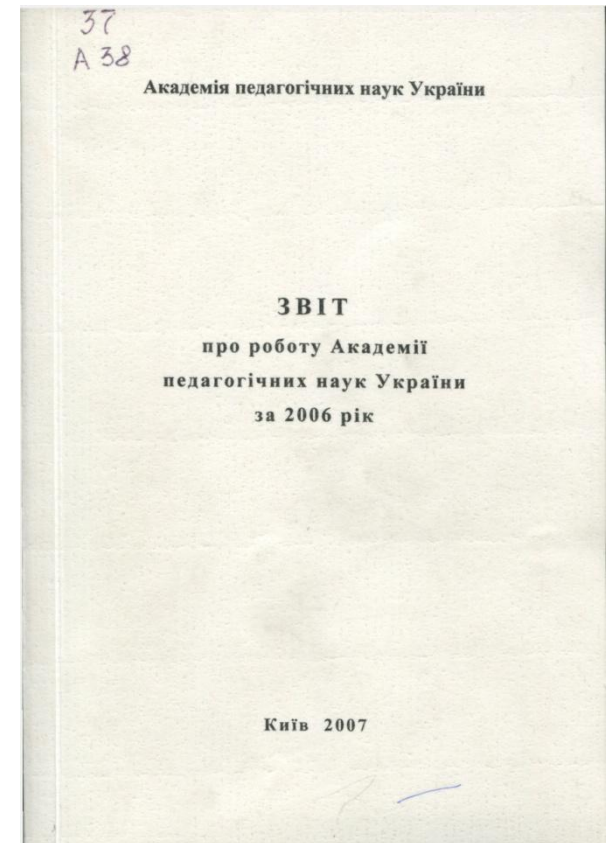 37
А 38
Академія педагогічних наук України
ЗВІТ
про роботу Академії
педагогічних наук України
за 2006 рік
Київ 2007